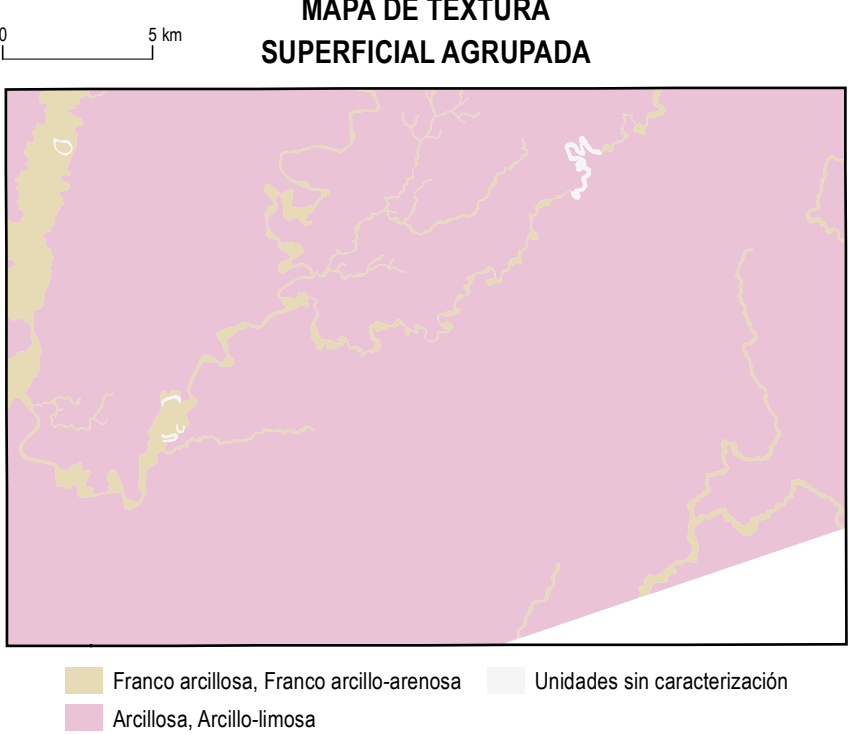 MAPA DE TEXTURA
SUPERFICIAL AGRUPADA
0 5 km
Franco arcillosa, Franco arcillo-arenosa
Unidades sin caracterización
Arcillosa, Arcillo-limosa